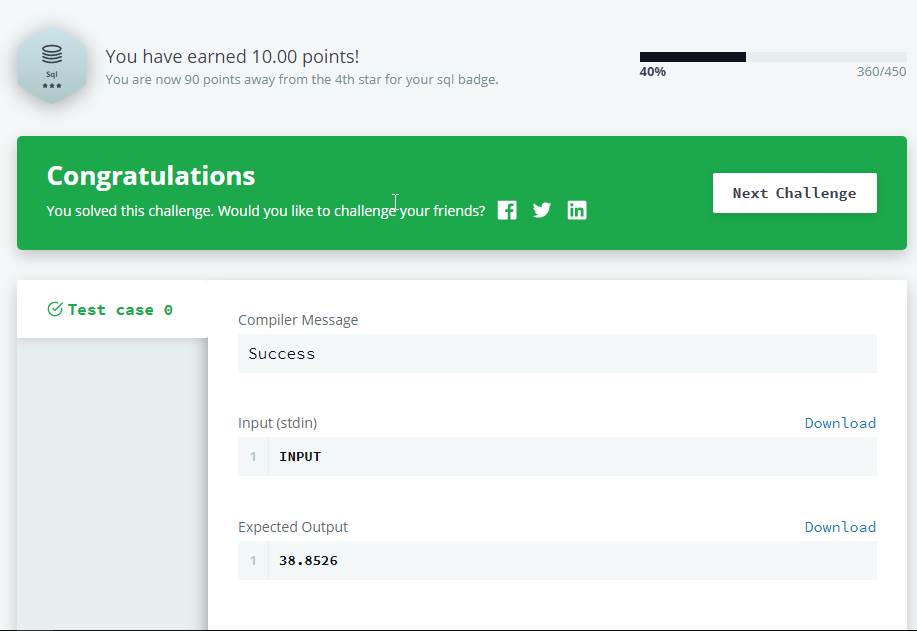 You have earned 10.00 points!
Sql
You are now 90 points away from the 4th star for your sql badge.
40%
360/450
Congratulations
You solved this challenge. Would you like to challenge your friends?
Next Challenge
Test case 0
Compiler Message
Success
Input (stdin)
Download
1 INPUT
Expected Output
Download
1 38.8526